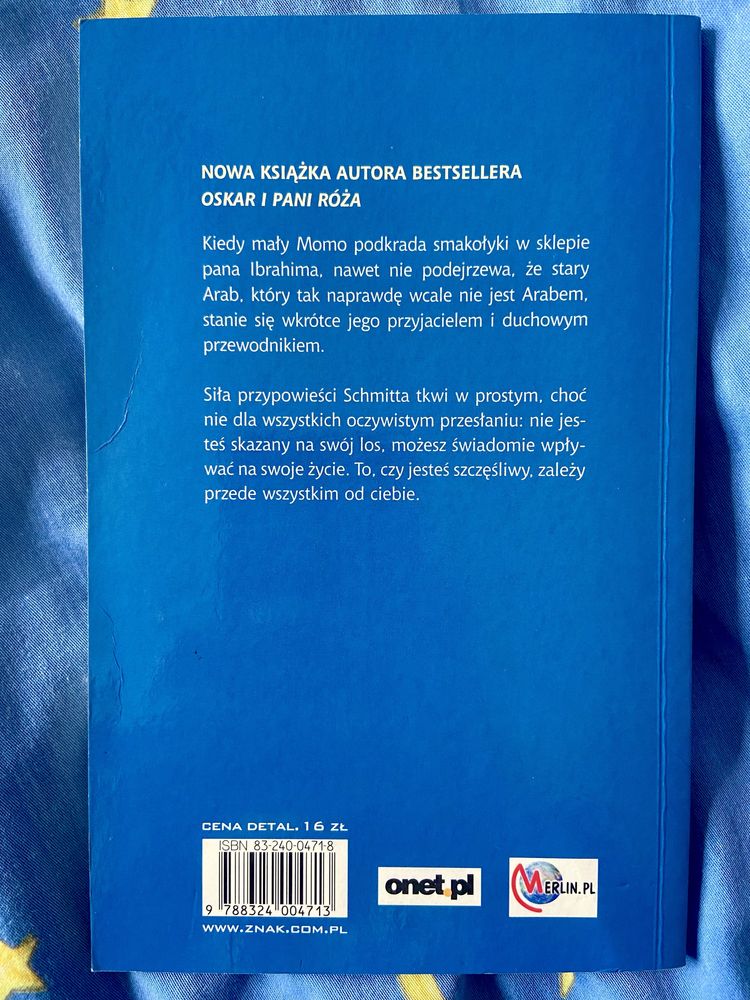 NOWA KSIĄŻKA AUTORA BESTSELLERA
OSKAR I PANI RÓŻA
Kiedy mały Momo podkrada smakołyki w sklepie
pana Ibrahima, nawet nie podejrzewa, że stary
Arab, który tak naprawdę wcale nie jest Arabem,
stanie się wkrótce jego przyjacielem i duchowym
przewodnikiem.
Siła przypowieści Schmitta tkwi w prostym, choć
nie dla wszystkich oczywistym przesłaniu: nie jes-
teś skazany na swój los, możesz świadomie wpły-
wać na swoje życie. To, czy jesteś szczęśliwy, zależy
przede wszystkim od ciebie.
CENA DETAL. 16 ZŁ
ISBN 83-240-0471-8
9 788324 004713
WWW.ZNAK.COM.PL
onet.pl
MERLIN.PL